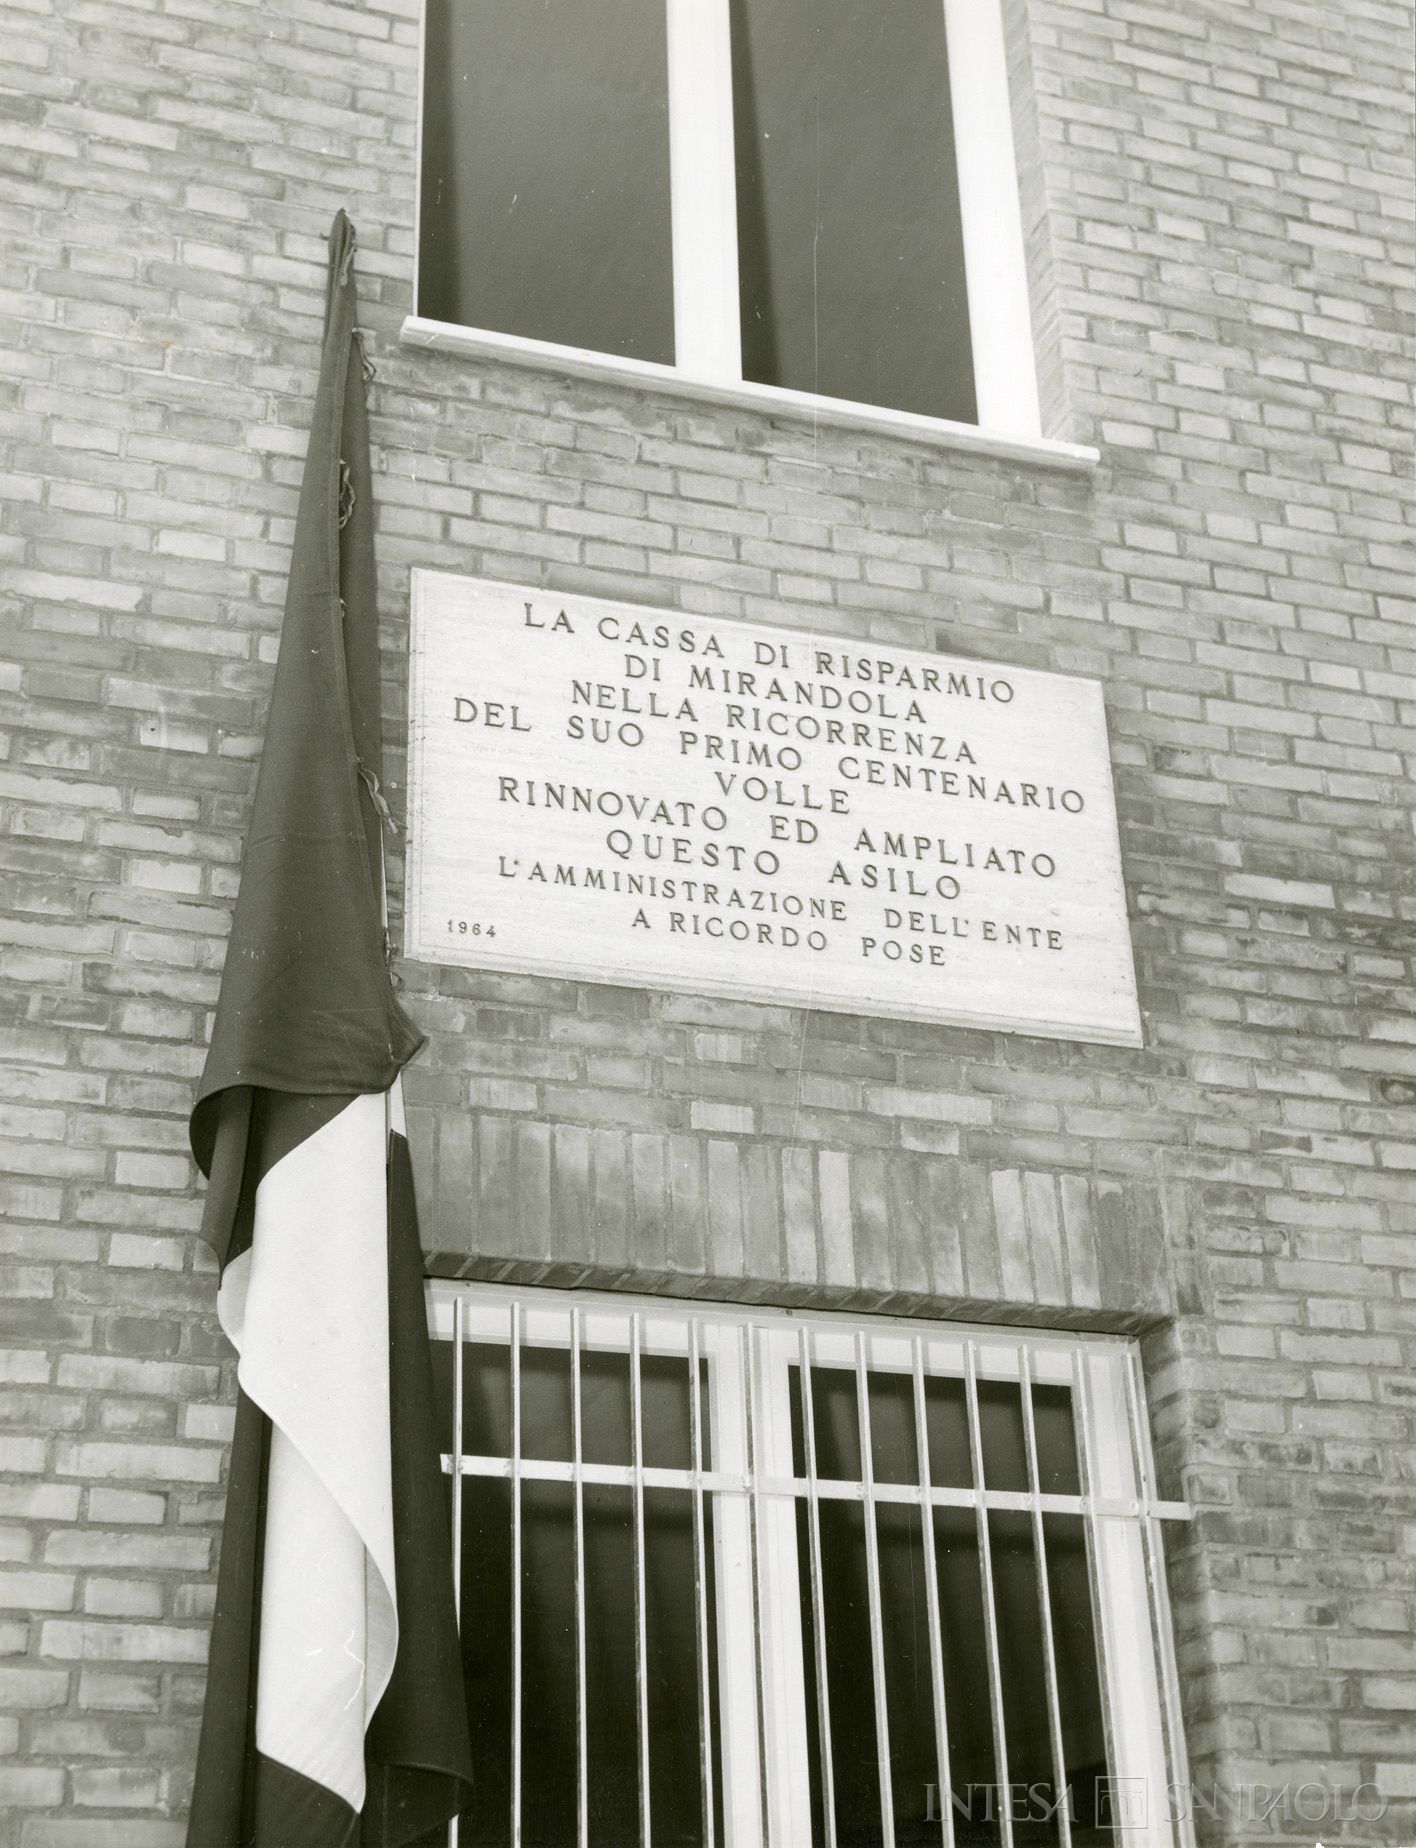 LA CASSA DI RISPARMIO
DI MIRANDOLA
NELLA RICORRENZA
DEL SUO PRIMO CENTENARIO
VOLLE
RINNOVATO ED AMPLIATO
QUESTO ASILO
L'AMMINISTRAZIONE DELL'ENTE
A RICORDO POSE
1964
INTESA SANPAOLO